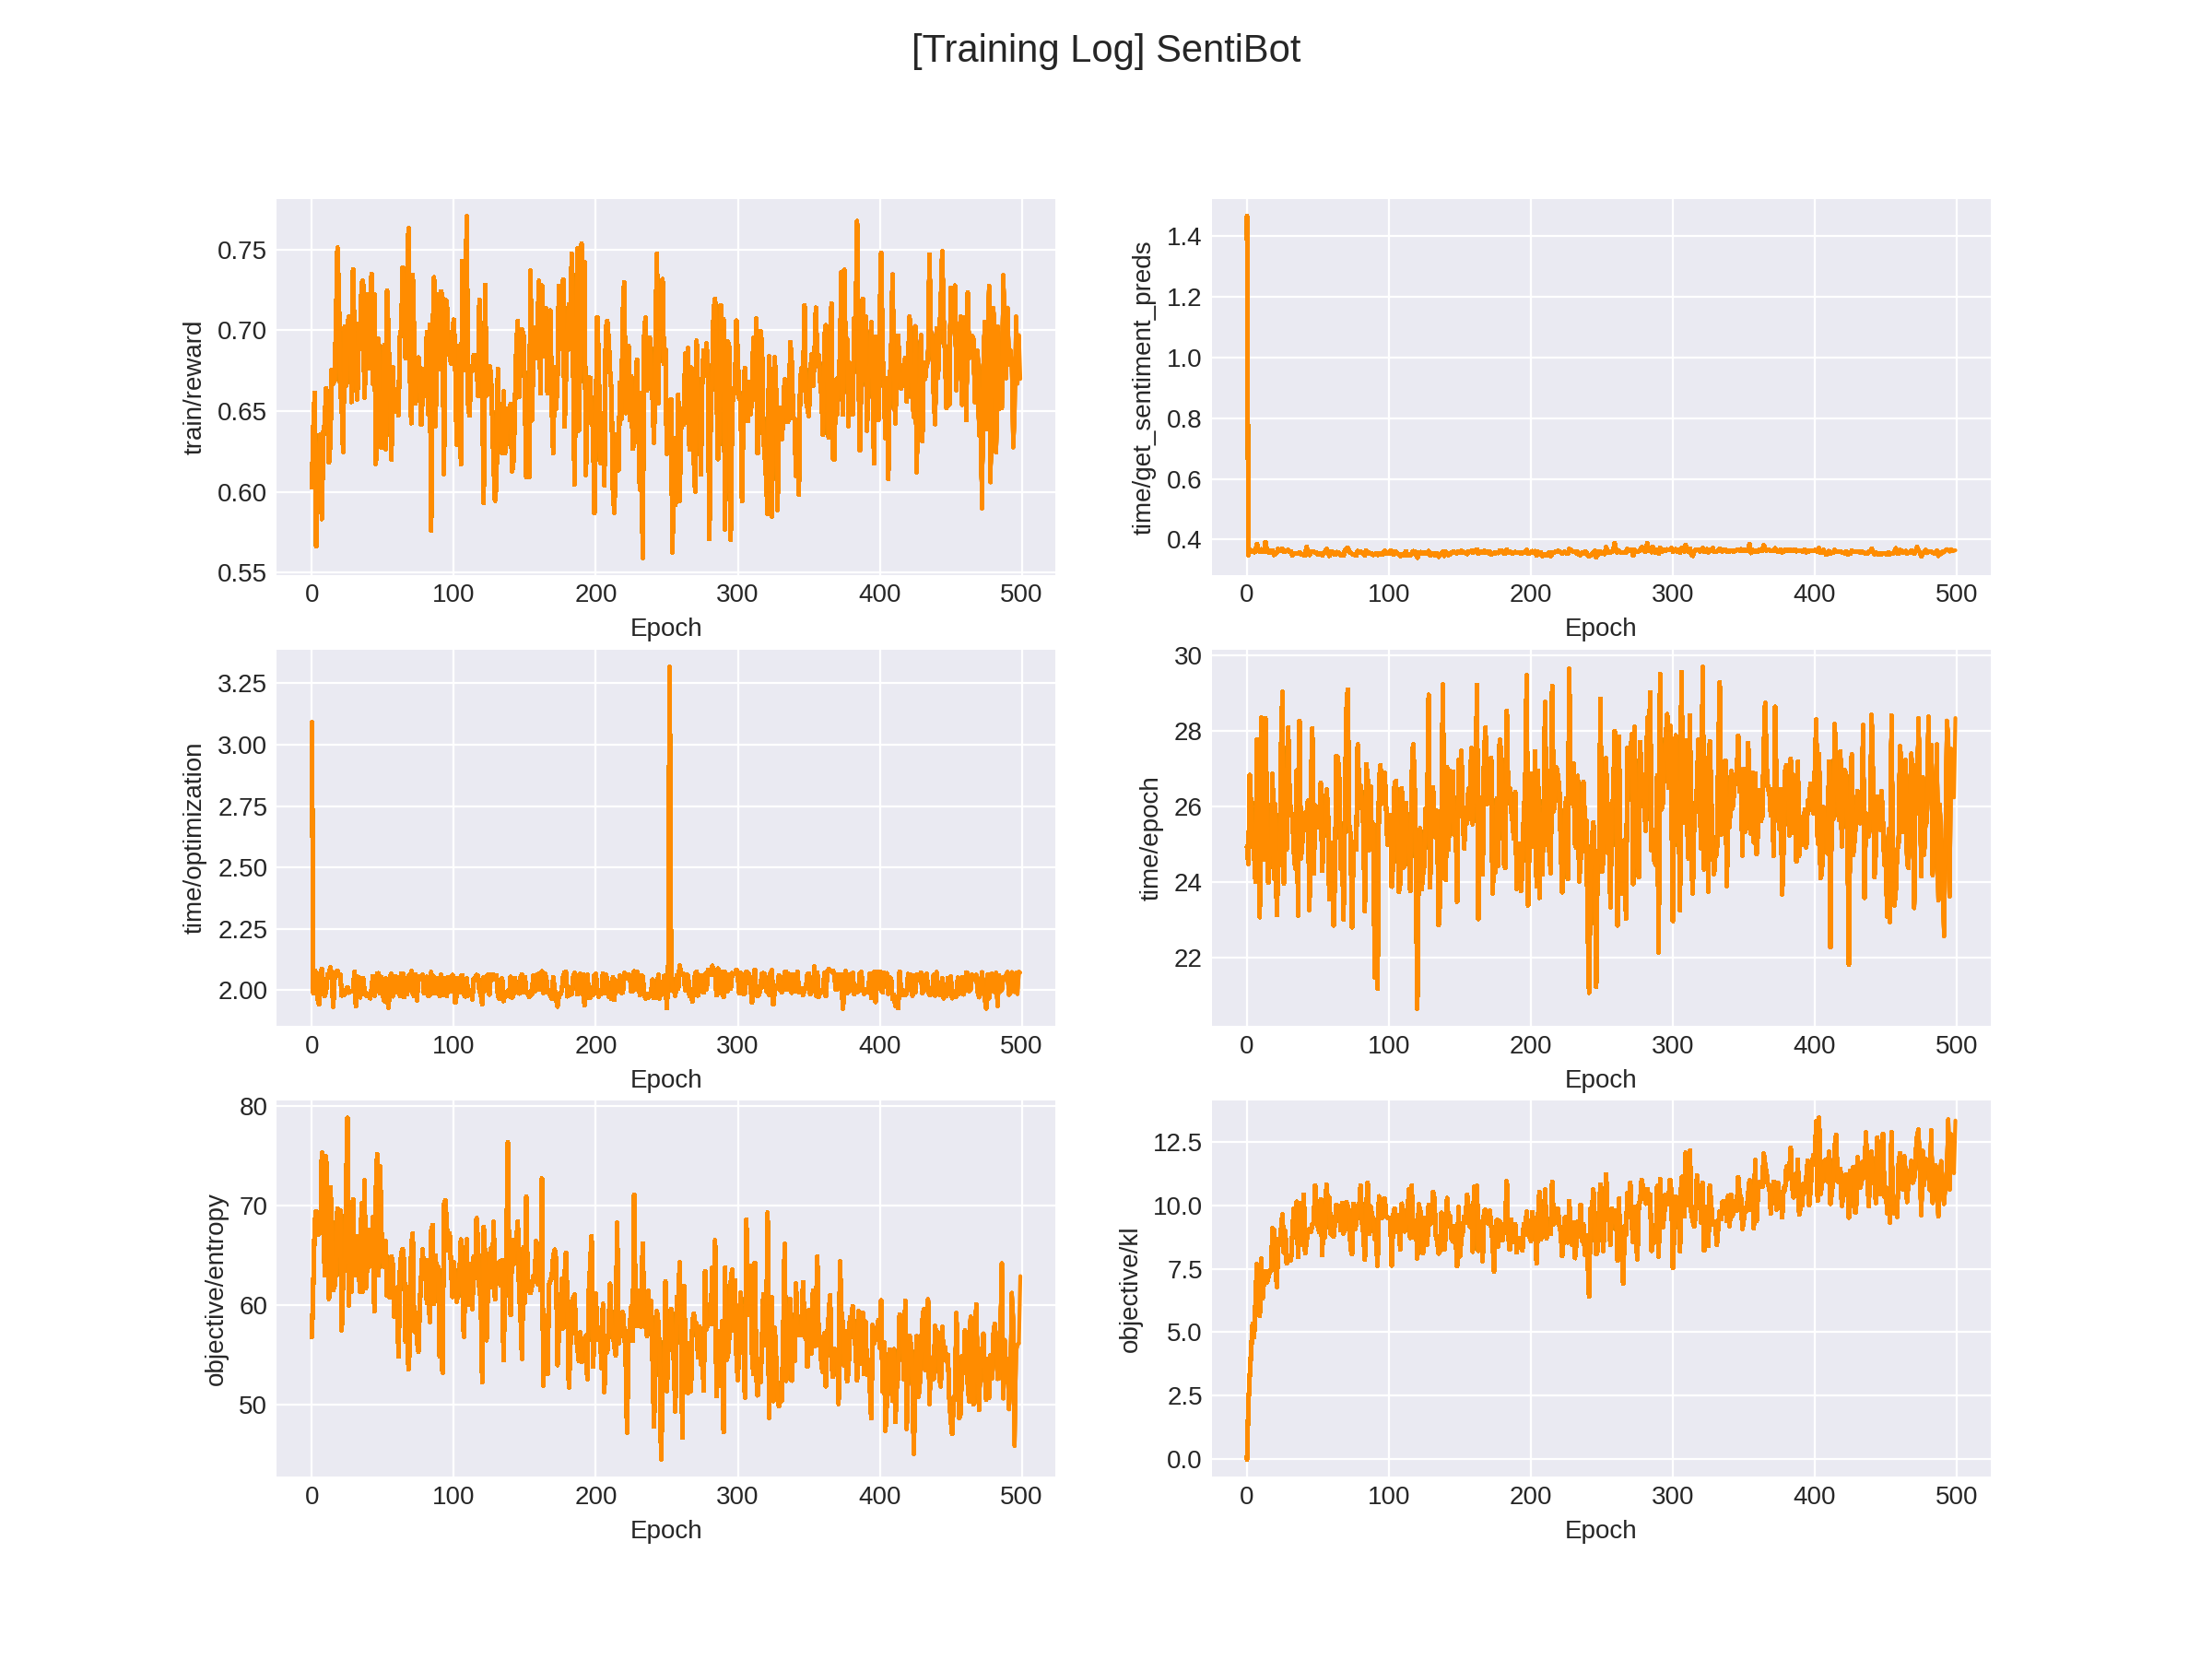 [Training Log] SentiBot
train/reward
0.75
0.70
0.65
0.60
0.55
0 100 200 300 400 500
Epoch
time/get_sentiment_preds
1.4
1.2
1.0
0.8
0.6
0.4
0 100 200 300 400 500
Epoch
time/optimization
3.25
3.00
2.75
2.50
2.25
2.00
0 100 200 300 400 500
Epoch
time/epoch
30
28
26
24
22
0 100 200 300 400 500
Epoch
objective/entropy
80
70
60
50
0 100 200 300 400 500
Epoch
objective/kl
12.5
10.0
7.5
5.0
2.5
0.0
0 100 200 300 400 500
Epoch